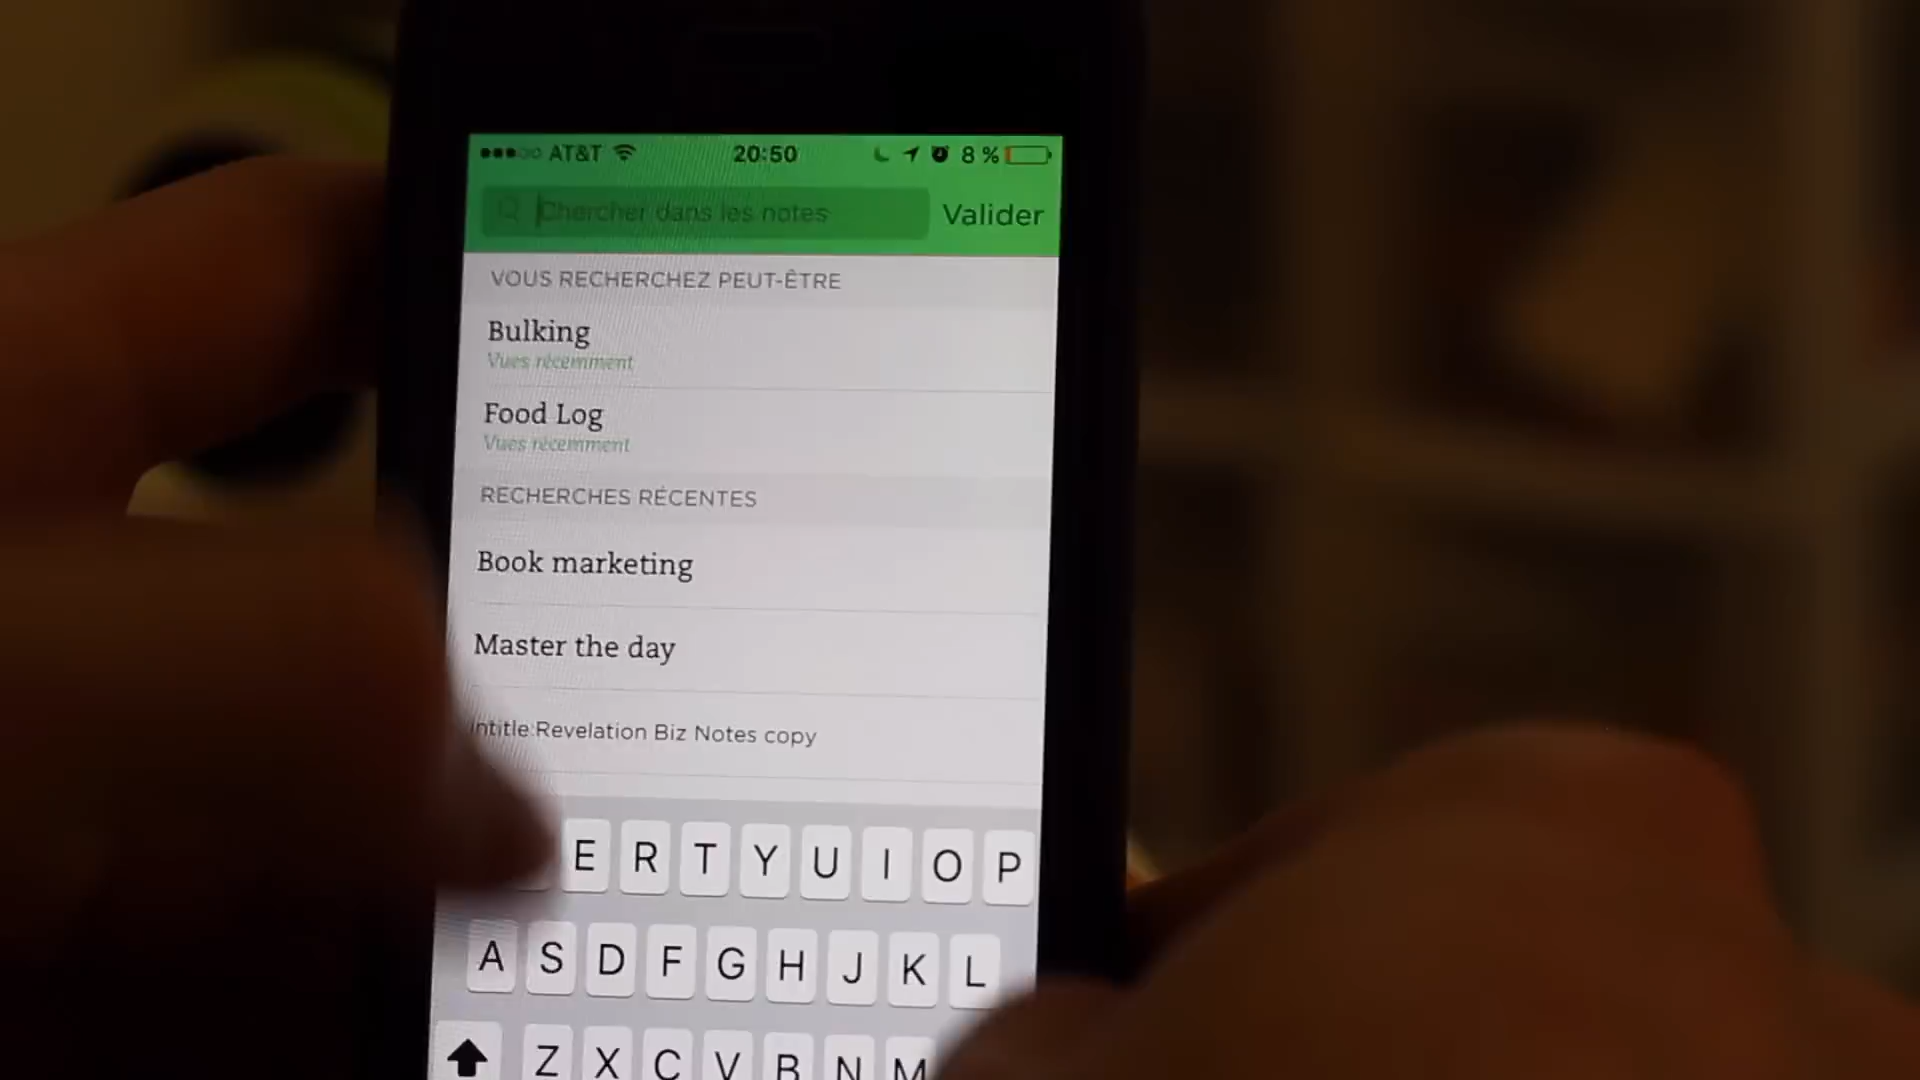 AT&T 20:50 8 %
Chercher dans les notes Valider
VOUS RECHERCHEZ PEUT-ÊTRE
Bulking
Vues récemment
Food Log
Vues récemment
RECHERCHES RÉCENTES
Book marketing
Master the day
intitle:Revelation Biz Notes copy
E R T Y U I O P
A S D F G H J K L
Z X C V B N M